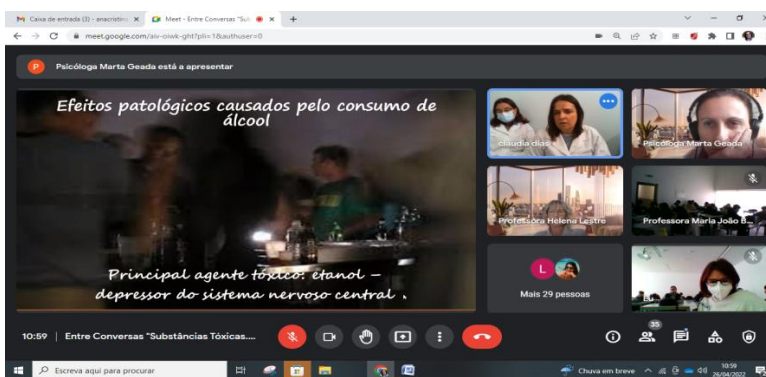 Caixa de entrada (3) - anacristina
Meet - Entre Conversas "Sub
meet.google.com/aiv-oiwk-ght?pli=1&authuser=0
P
Psicóloga Marta Geada está a apresentar
Efeitos patológicos causados pelo consumo de
álcool
Principal agente tóxico: etanol –
depressor do sistema nervoso central .
claudia dias
Psicóloga Marta Geada
Professora Helena Lestre
Professora Maria João B...
L
Mais 29 pessoas
Eu
10:59 | Entre Conversas "Substâncias Tóxicas....
35
Escreva aqui para procurar
Chuva em breve
10:59
26/04/2022